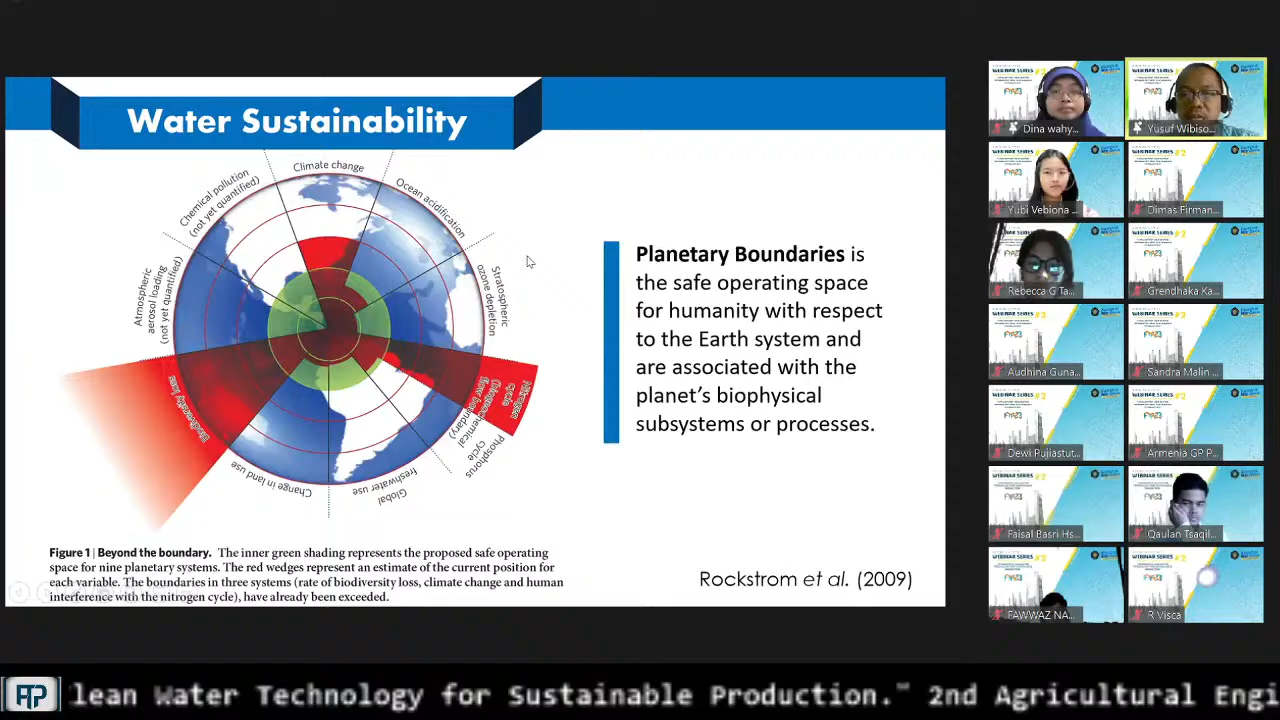 Water Sustainability
Climate change
Ocean acidification
Stratospheric
ozone depletion
Nitrogen
cycle
Phosphorus
cycle
Global
freshwater use
Change in land use
Biodiversity loss
Atmospheric
aerosol loading
(not yet quantified)
Chemical pollution
(not yet quantified)
Planetary Boundaries is
the safe operating space
for humanity with respect
to the Earth system and
are associated with the
planet's biophysical
subsystems or processes.
Figure 1 | Beyond the boundary. The inner green shading represents the proposed safe operating
space for nine planetary systems. The red wedges represent an estimate of the current position for
each variable. The boundaries in three systems (rate of biodiversity loss, climate change and human
interference with the nitrogen cycle), have already been exceeded.
Rockstrom et al. (2009)
WEBINAR SERIES #2
Dina wahy...
Yusuf Wibiso...
Yubi Vebiona ...
Dimas Firman...
Rebecca G Ta...
Grendhaka Ka...
Audhina Guna...
Sandra Malin ...
Dewi Pujiastut...
Armenia GP P...
Faisal Basri Hs...
Qaulan Tsaqil...
FAWWAZ NA...
R Visca
lean Water Technology for Sustainable Production." 2nd Agricultural Engi